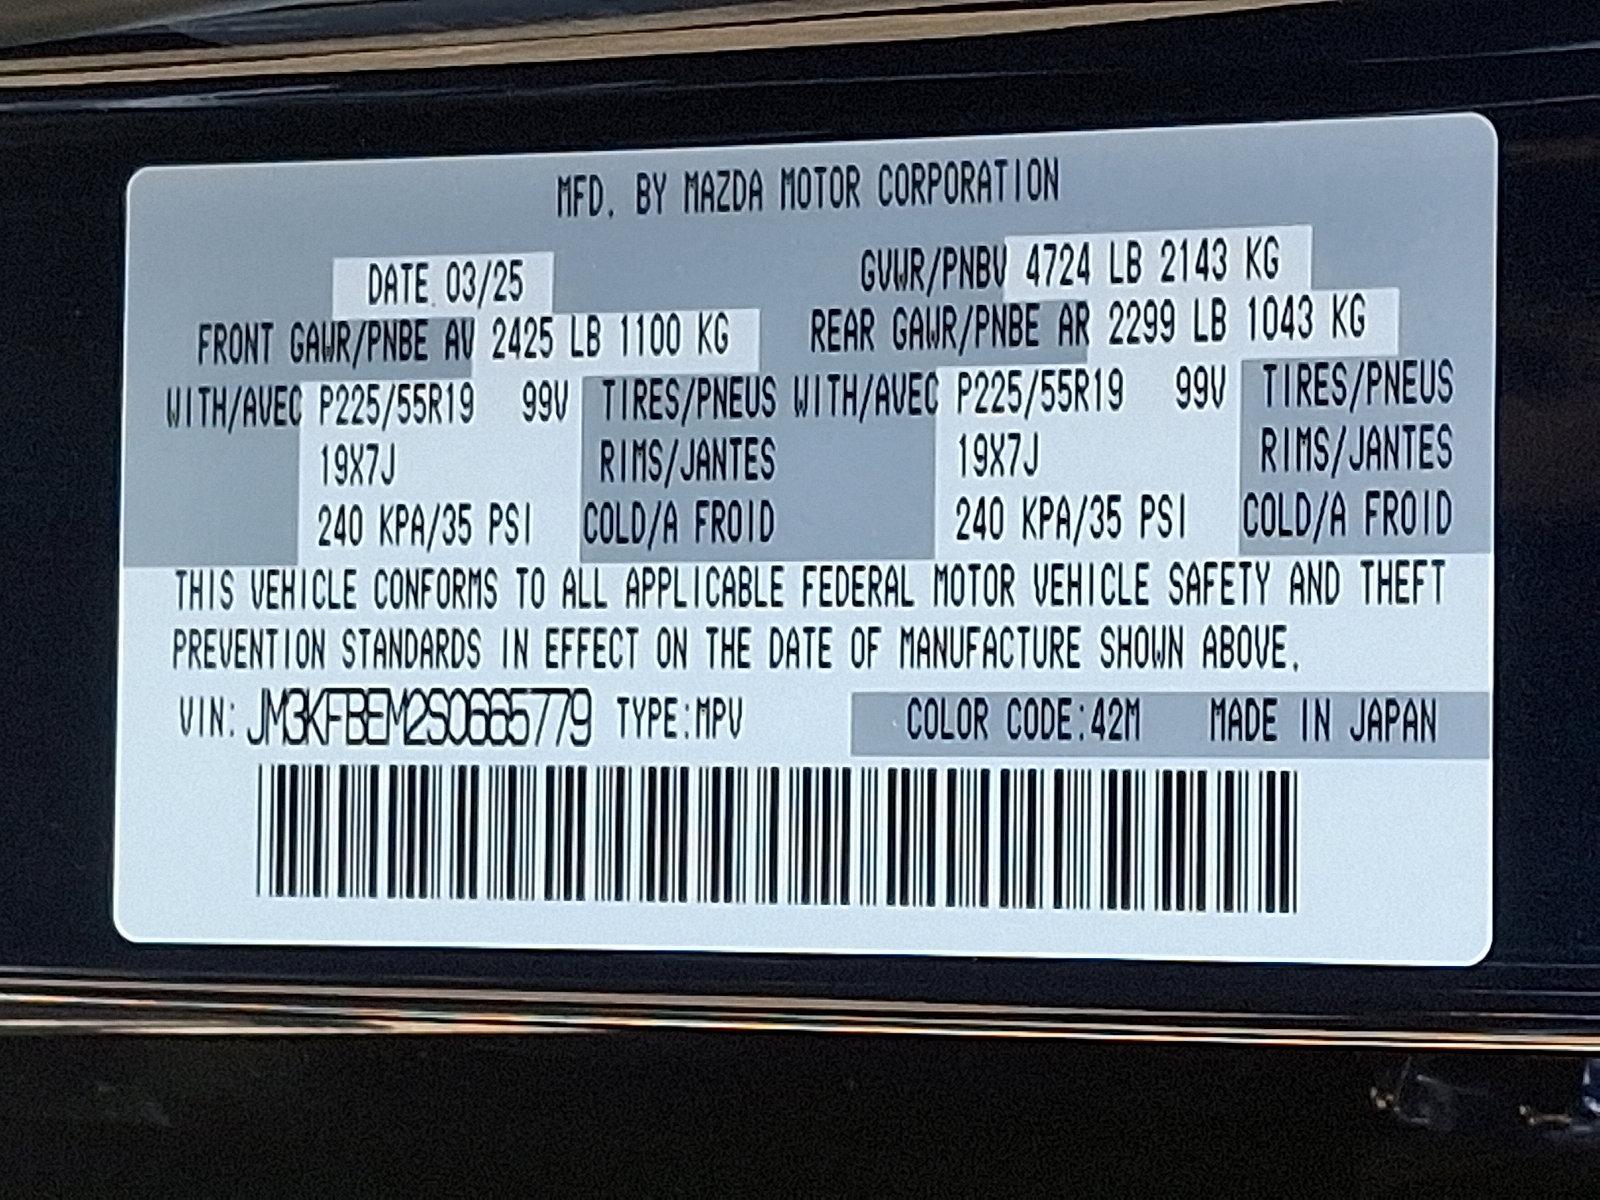 MFD. BY MAZDA MOTOR CORPORATION
DATE 03/25 GVWR/PNBV 4724 LB 2143 KG
FRONT GAWR/PNBE AV 2425 LB 1100 KG REAR GAWR/PNBE AR 2299 LB 1043 KG
WITH/AVEC P225/55R19 99V TIRES/PNEUS WITH/AVEC P225/55R19 99V TIRES/PNEUS
19X7J RIMS/JANTES 19X7J RIMS/JANTES
240 KPA/35 PSI COLD/A FROID 240 KPA/35 PSI COLD/A FROID
THIS VEHICLE CONFORMS TO ALL APPLICABLE FEDERAL MOTOR VEHICLE SAFETY AND THEFT
PREVENTION STANDARDS IN EFFECT ON THE DATE OF MANUFACTURE SHOWN ABOVE.
VIN: JM3KFBEM2S0665779 TYPE:MPV COLOR CODE:42M MADE IN JAPAN